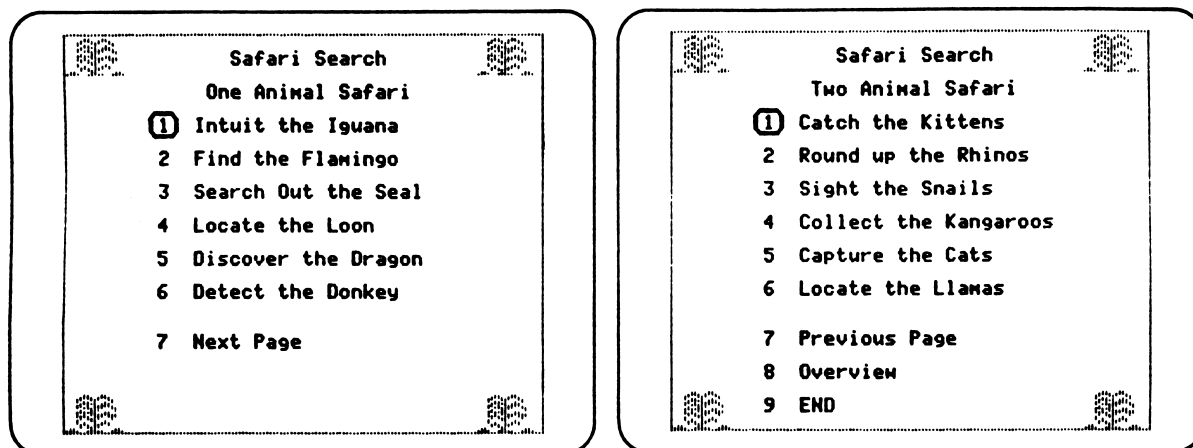 Safari Search
One Animal Safari
1 Intuit the Iguana
2 Find the Flamingo
3 Search Out the Seal
4 Locate the Loon
5 Discover the Dragon
6 Detect the Donkey
7 Next Page
Safari Search
Two Animal Safari
1 Catch the Kittens
2 Round up the Rhinos
3 Sight the Snails
4 Collect the Kangaroos
5 Capture the Cats
6 Locate the Llamas
7 Previous Page
8 Overview
9 END